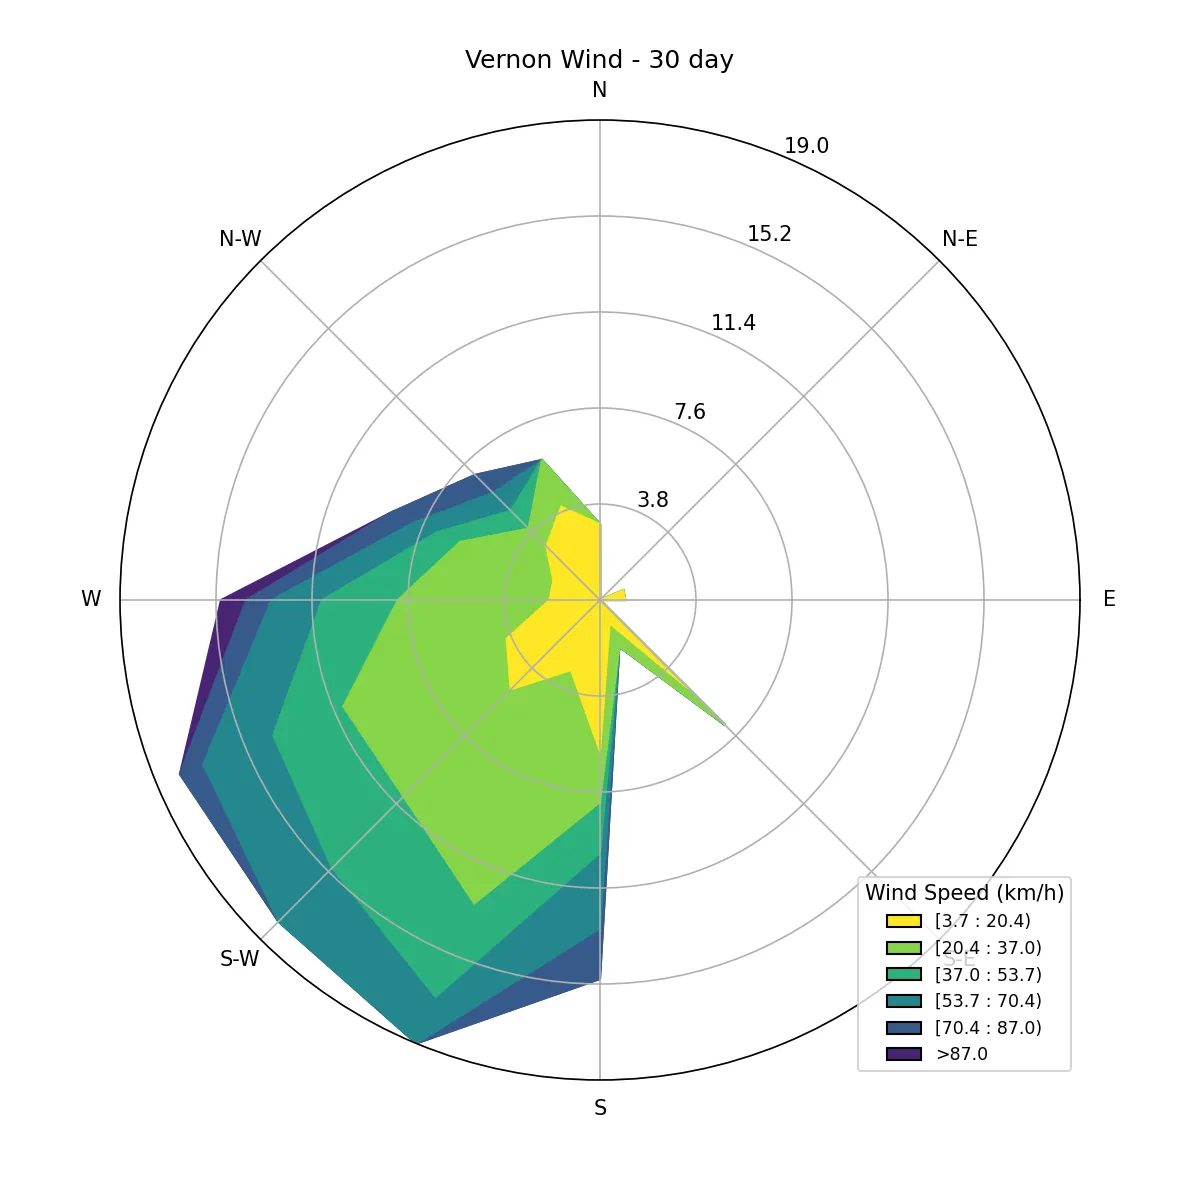 Vernon Wind - 30 day
N
19.0
15.2
N-W
N-E
11.4
7.6
3.8
W
E
Wind Speed (km/h)
[3.7 : 20.4)
[20.4 : 37.0)
S-W
S-E
[37.0 : 53.7)
[53.7 : 70.4)
[70.4 : 87.0)
>87.0
S